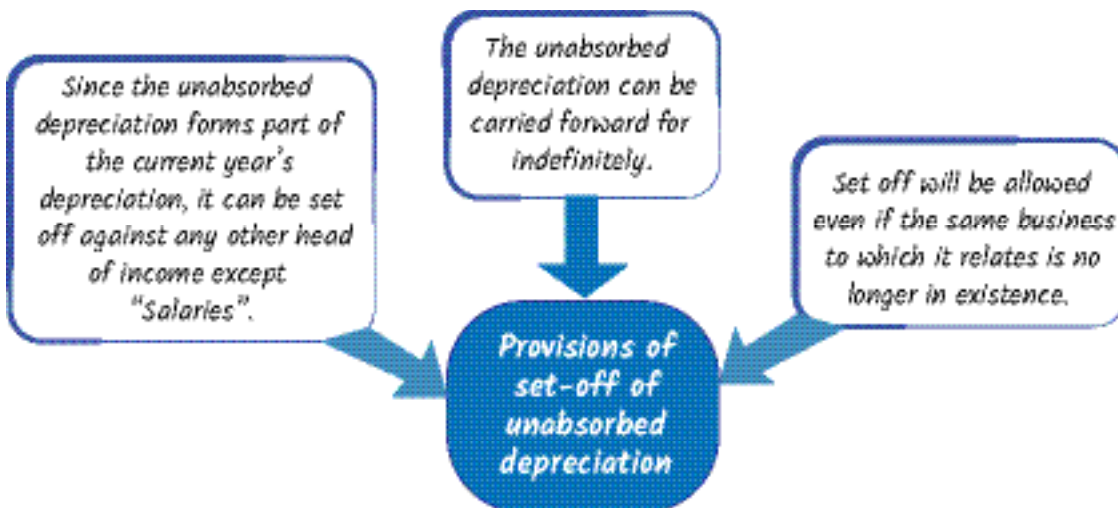 Since the unabsorbed
depreciation forms part of
the current year's
depreciation, it can be set
off against any other head
of income except
"Salaries".
The unabsorbed
depreciation can be
carried forward for
indefinitely.
Set off will be allowed
even if the same business
to which it relates is no
longer in existence.
Provisions of
set-off of
unabsorbed
depreciation